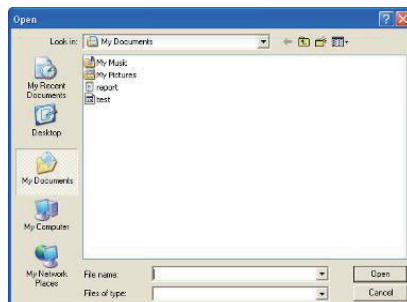 Open
Look in: My Documents
My Recent
Documents
Desktop
My Documents
My Computer
My Network
Places
My Music
My Pictures
report
test
File name:
Open
Files of type:
Cancel